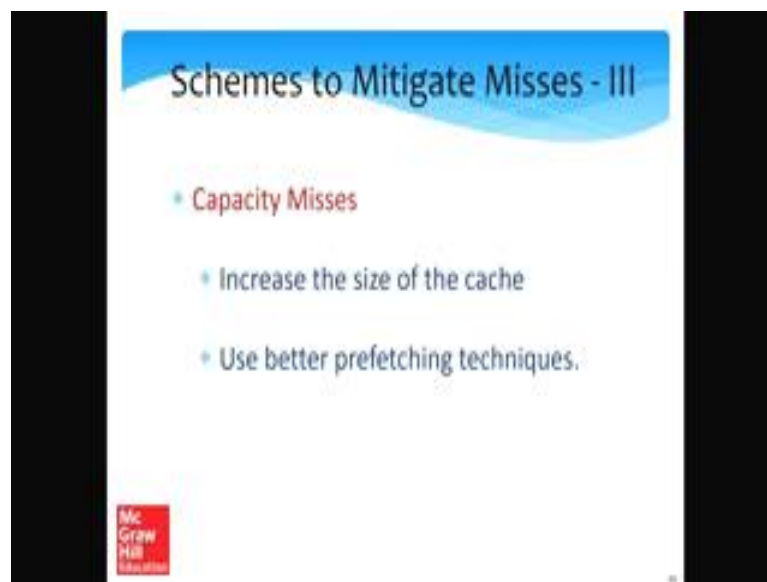 Schemes to Mitigate Misses - III
Capacity Misses
Increase the size of the cache
Use better prefetching techniques.
Mc
Graw
Hill
Education